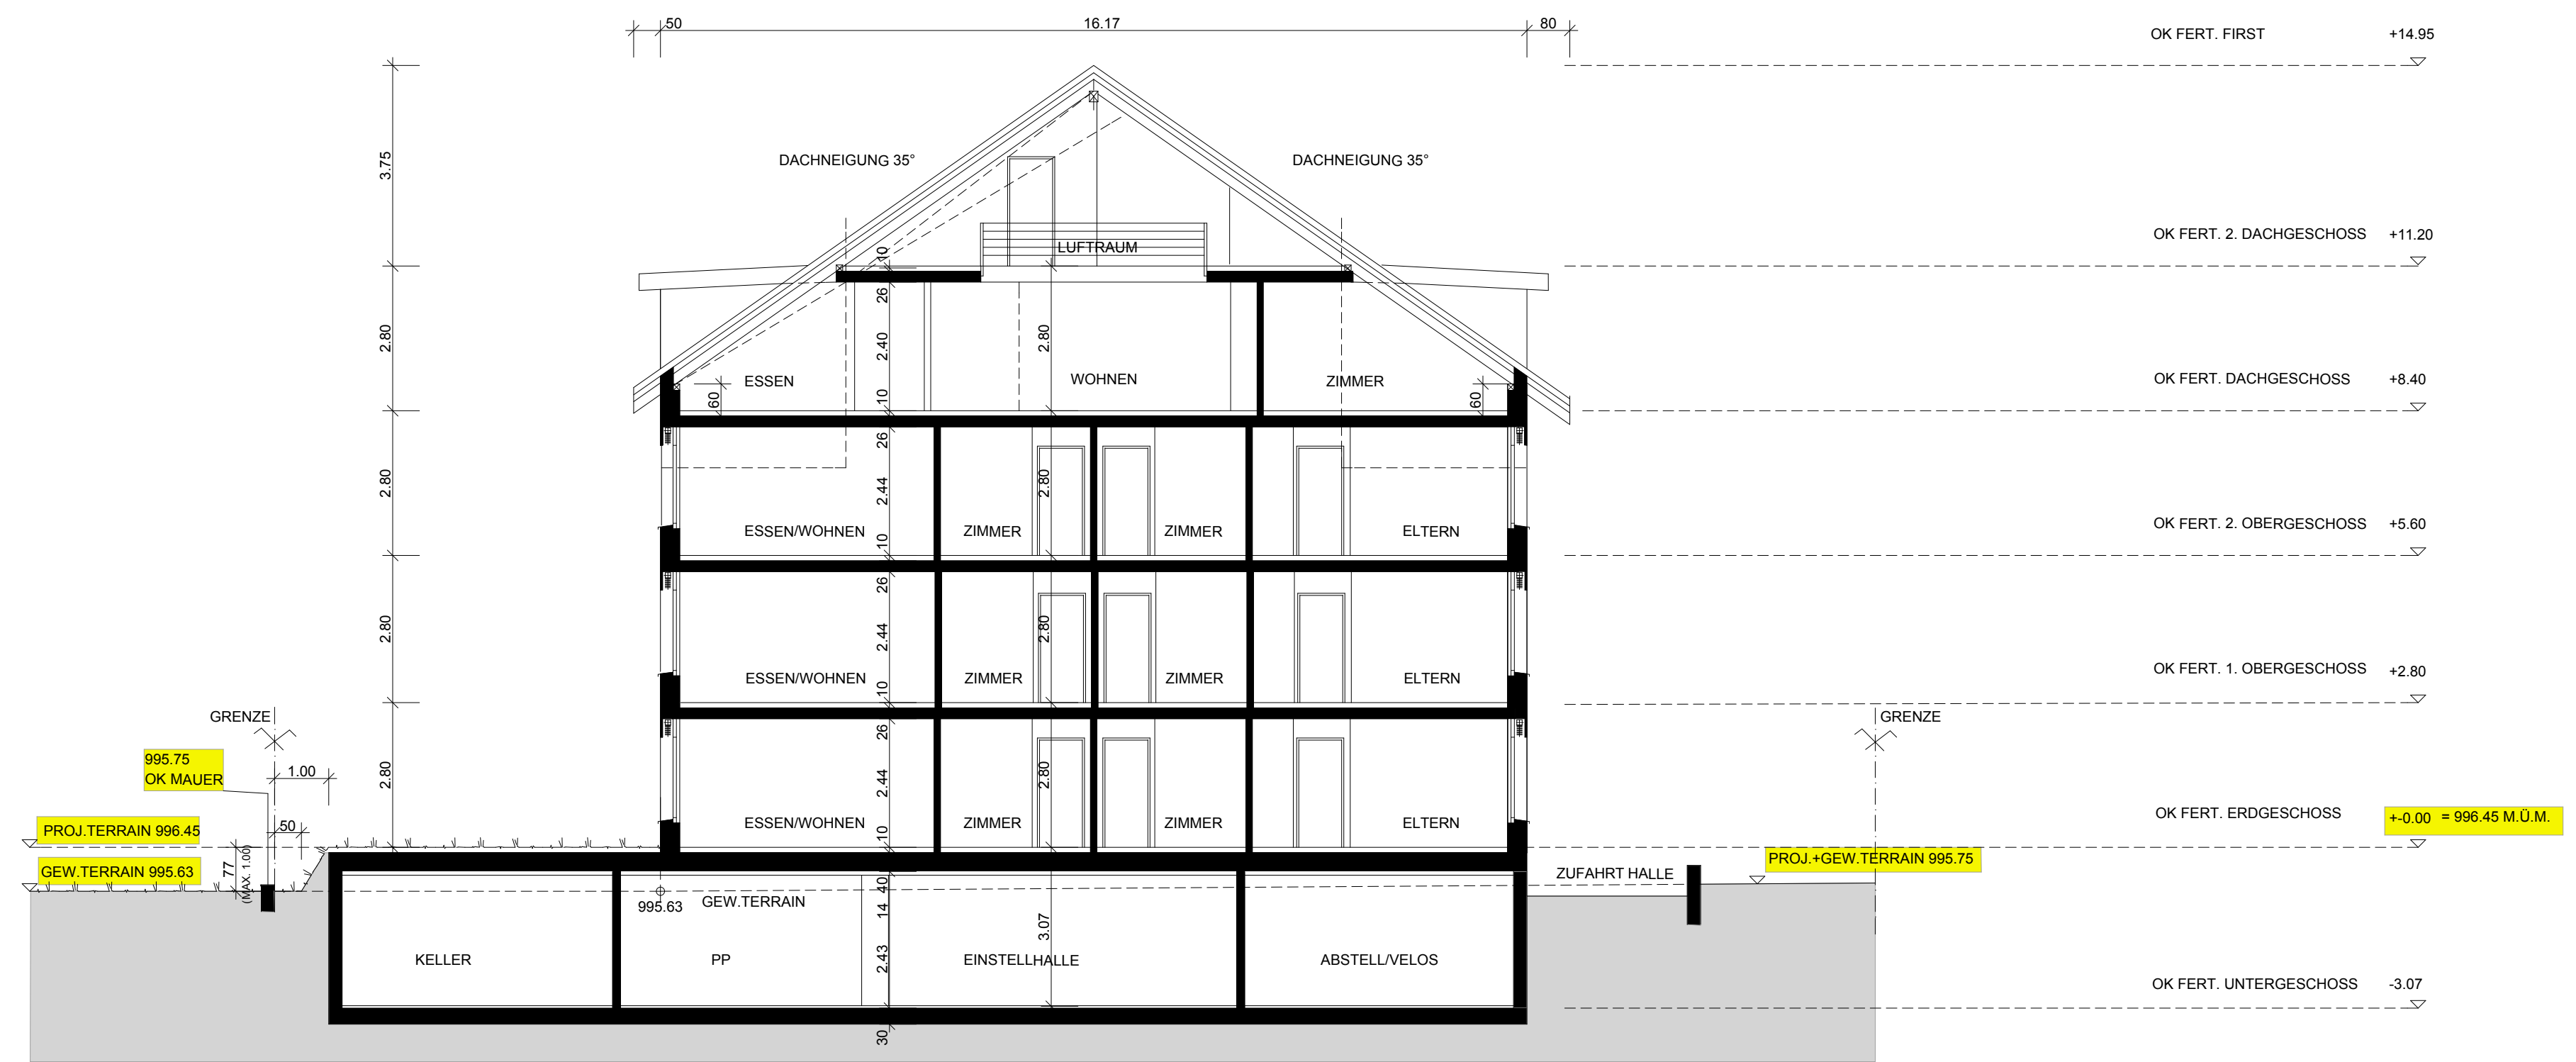 50
16.17
80
OK FERT. FIRST +14.95
3.75
DACHNEIGUNG 35°
DACHNEIGUNG 35°
OK FERT. 2. DACHGESCHOSS +11.20
LUFTRAUM
10
26
2.80
2.40
2.80
ESSEN
WOHNEN
ZIMMER
OK FERT. DACHGESCHOSS +8.40
60
10
60
26
2.80
2.44
2.80
ESSEN/WOHNEN
ZIMMER
ZIMMER
ELTERN
OK FERT. 2. OBERGESCHOSS +5.60
10
26
2.80
2.44
2.80
ESSEN/WOHNEN
ZIMMER
ZIMMER
ELTERN
OK FERT. 1. OBERGESCHOSS +2.80
10
GRENZE
GRENZE
26
995.75
OK MAUER
1.00
2.80
2.44
2.80
50
ESSEN/WOHNEN
ZIMMER
ZIMMER
ELTERN
OK FERT. ERDGESCHOSS +-0.00 = 996.45 M.Ü.M.
PROJ.TERRAIN 996.45
10
PROJ.+GEW.TERRAIN 995.75
GEW.TERRAIN 995.63
77
(MAX. 1.00)
ZUFAHRT HALLE
40
995.63
GEW.TERRAIN
14
3.07
2.43
KELLER
PP
EINSTELLHALLE
ABSTELL/VELOS
OK FERT. UNTERGESCHOSS -3.07
30